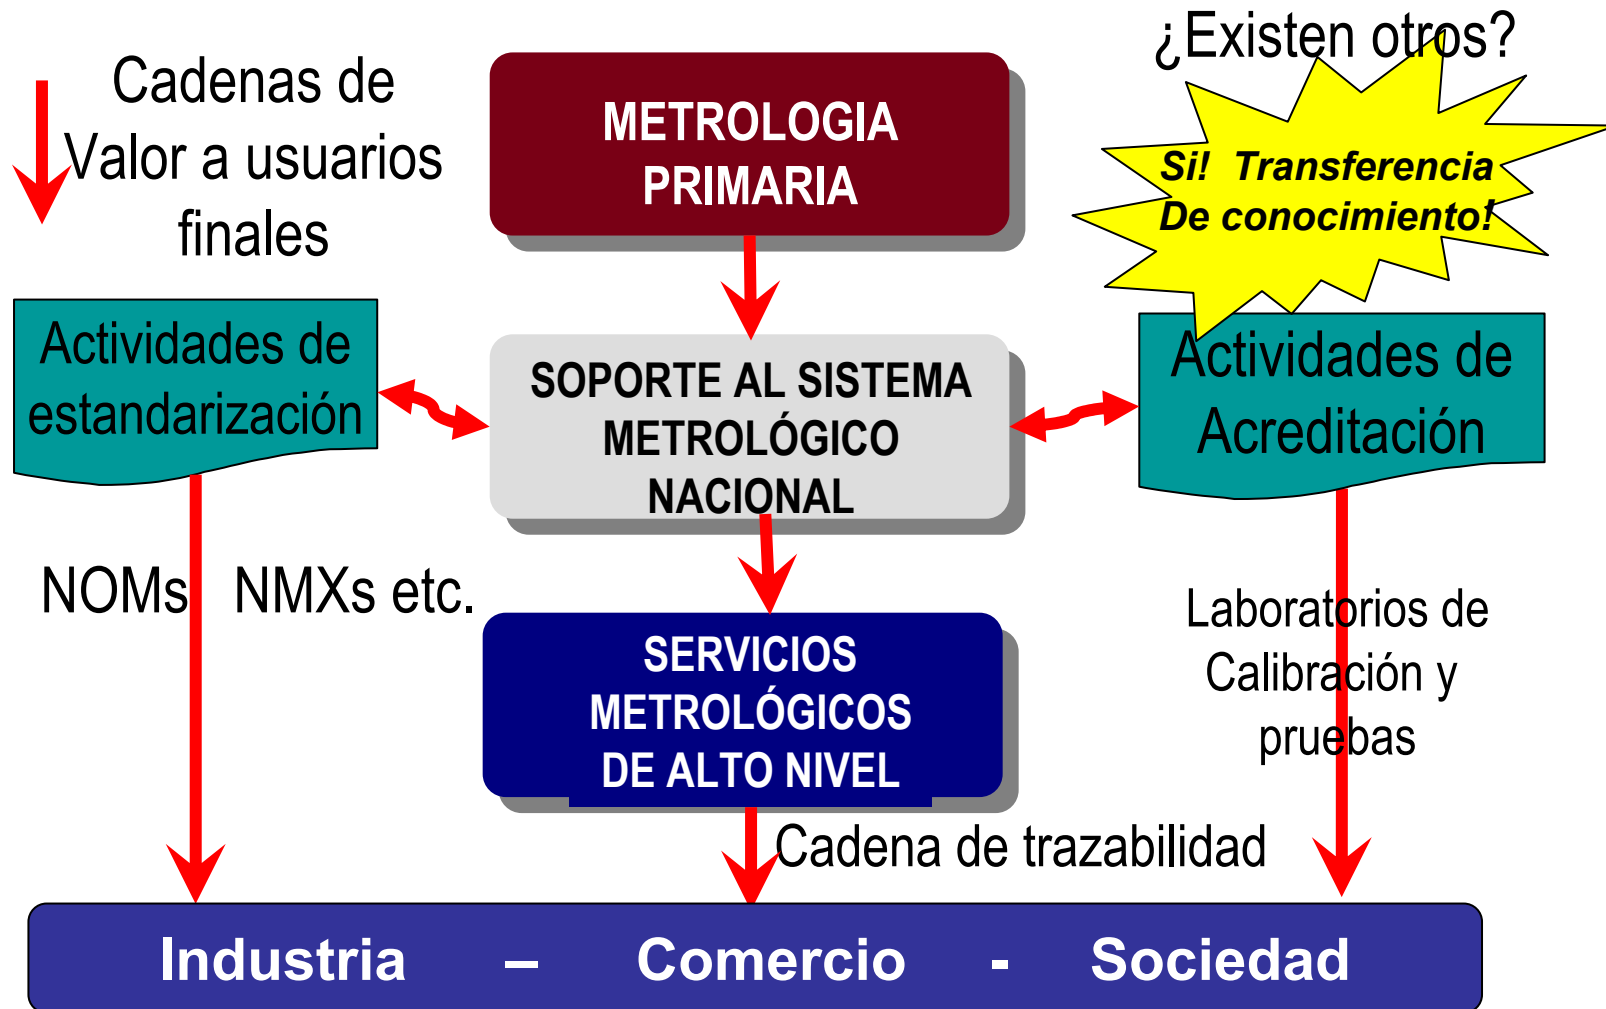 Cadenas de
Valor a usuarios
finales
METROLOGIA
PRIMARIA
¿Existen otros?
Si! Transferencia
De conocimiento!
Actividades de
estandarización
SOPORTE AL SISTEMA
METROLÓGICO
NACIONAL
Actividades de
Acreditación
NOMs NMXs etc.
SERVICIOS
METROLÓGICOS
DE ALTO NIVEL
Laboratorios de
Calibración y
pruebas
Cadena de trazabilidad
Industria – Comercio - Sociedad